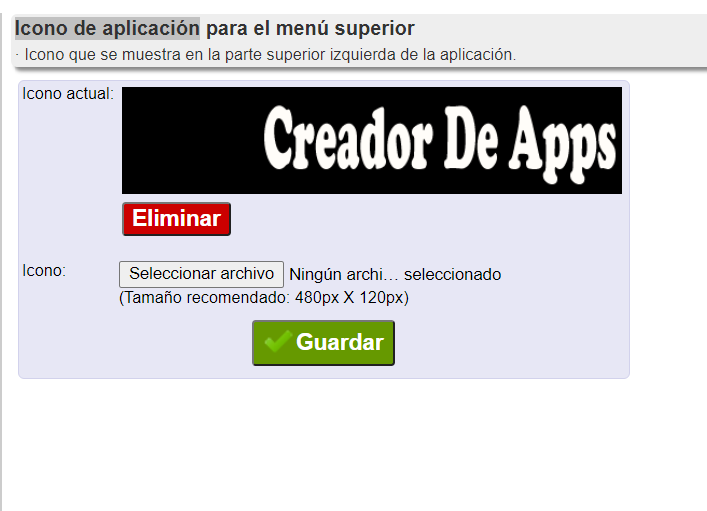 Icono de aplicación para el menú superior
· Icono que se muestra en la parte superior izquierda de la aplicación.
Icono actual:
Creador De Apps
Eliminar
Icono:
Seleccionar archivo Ningún archi… seleccionado
(Tamaño recomendado: 480px X 120px)
Guardar